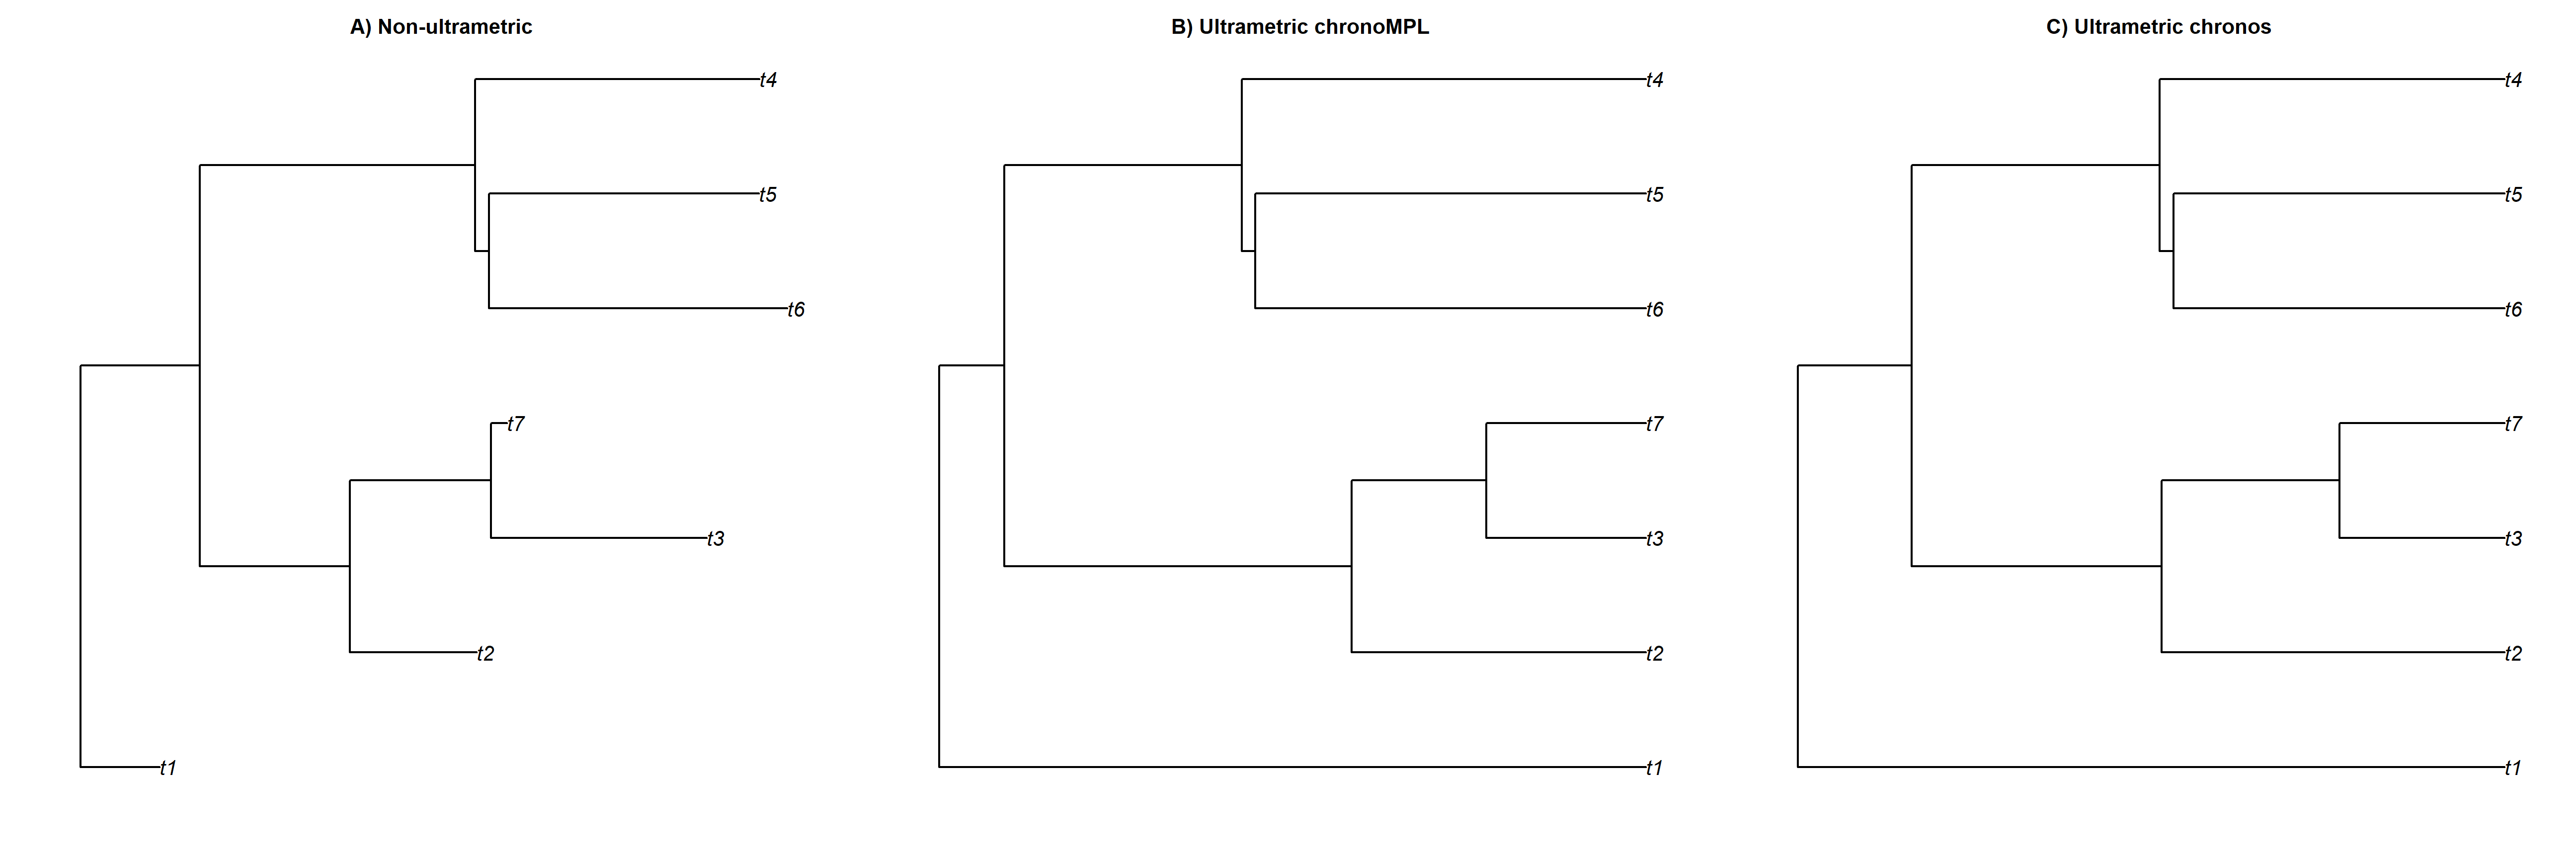 A) Non-ultrametric
t4
t5
t6
t7
t3
t2
t1
B) Ultrametric chronoMPL
t4
t5
t6
t7
t3
t2
t1
C) Ultrametric chronos
t4
t5
t6
t7
t3
t2
t1